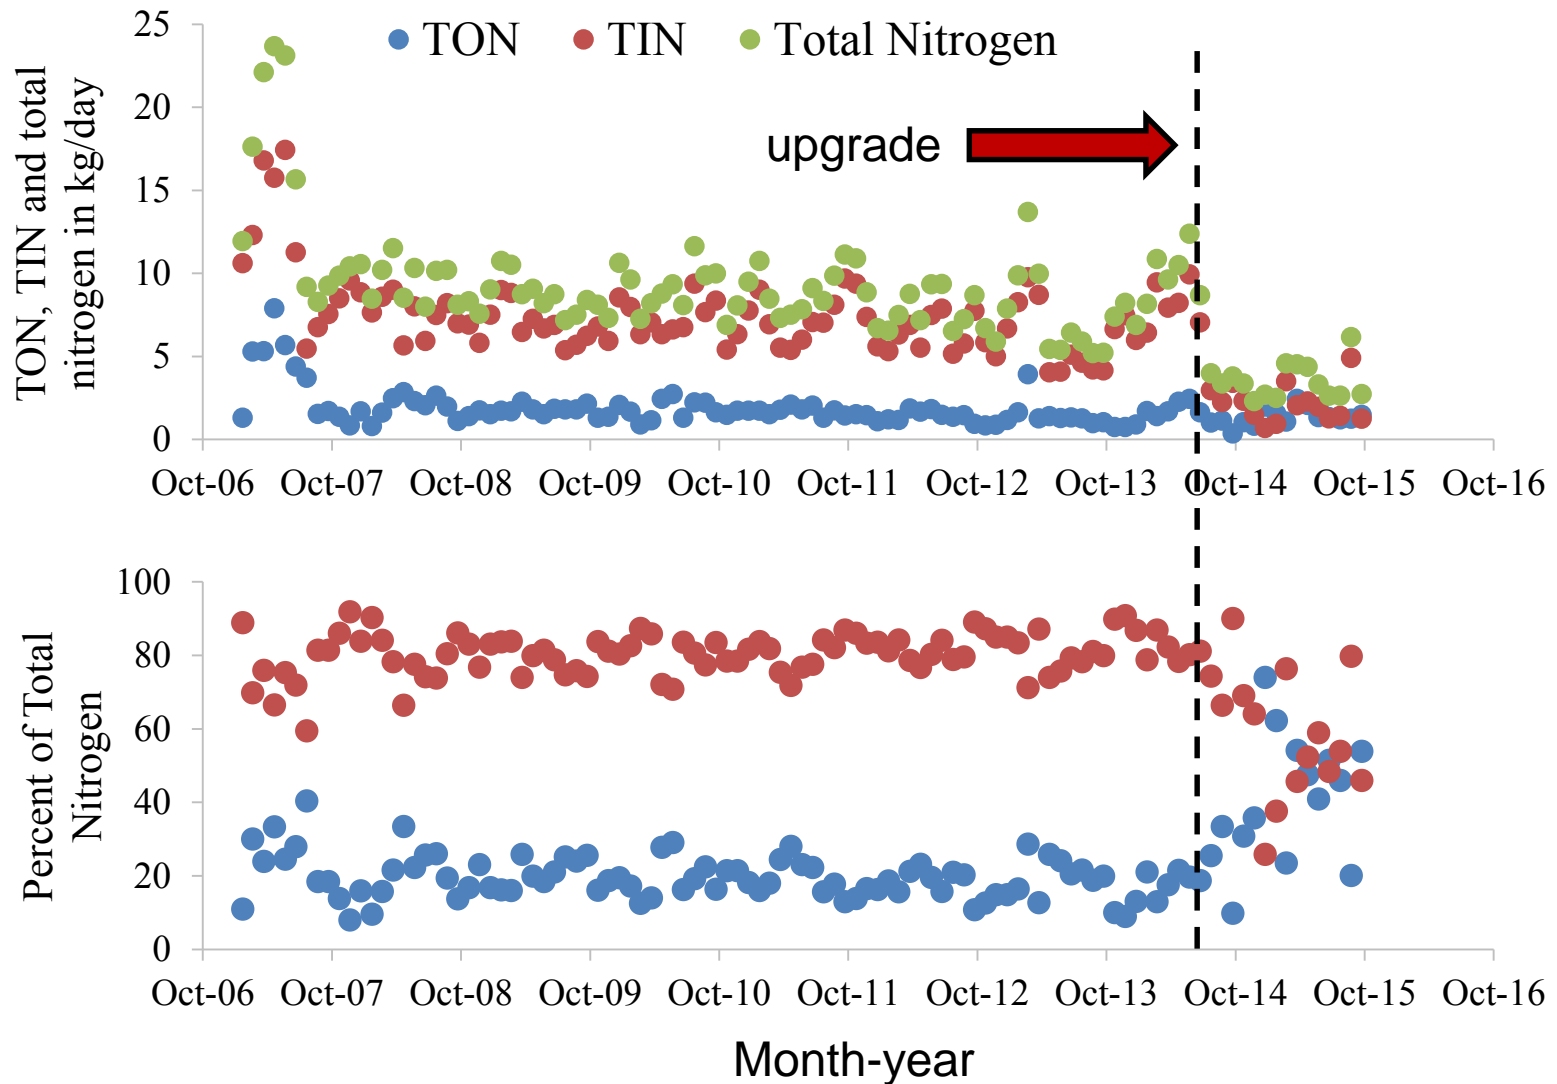 TON, TIN and total
nitrogen in kg/day
25
20
15
10
5
0
TON TIN Total Nitrogen
upgrade
Oct-06 Oct-07 Oct-08 Oct-09 Oct-10 Oct-11 Oct-12 Oct-13 Oct-14 Oct-15 Oct-16
Percent of Total
Nitrogen
100
80
60
40
20
0
Oct-06 Oct-07 Oct-08 Oct-09 Oct-10 Oct-11 Oct-12 Oct-13 Oct-14 Oct-15 Oct-16
Month-year